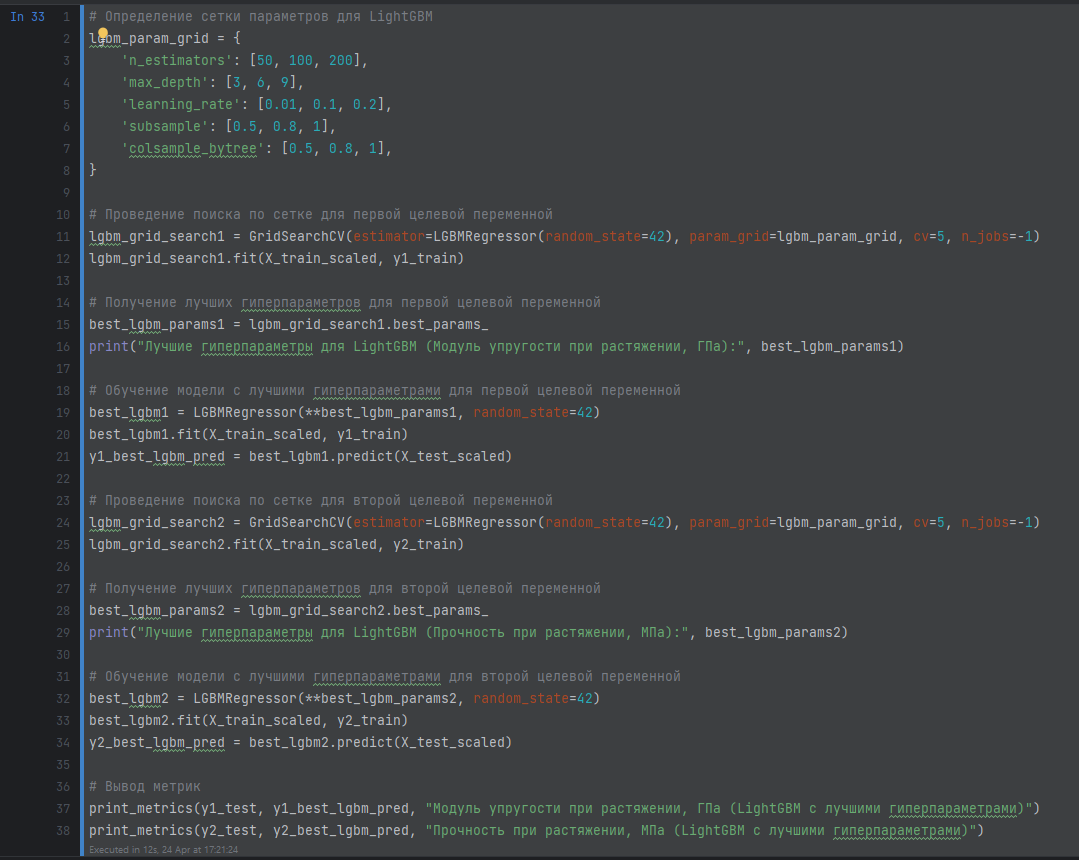 In 33
1 # Определение сетки параметров для LightGBM
2 lgbm_param_grid = {
3     'n_estimators': [50, 100, 200],
4     'max_depth': [3, 6, 9],
5     'learning_rate': [0.01, 0.1, 0.2],
6     'subsample': [0.5, 0.8, 1],
7     'colsample_bytree': [0.5, 0.8, 1],
8 }
9
10 # Проведение поиска по сетке для первой целевой переменной
11 lgbm_grid_search1 = GridSearchCV(estimator=LGBMRegressor(random_state=42), param_grid=lgbm_param_grid, cv=5, n_jobs=-1)
12 lgbm_grid_search1.fit(X_train_scaled, y1_train)
13
14 # Получение лучших гиперпараметров для первой целевой переменной
15 best_lgbm_params1 = lgbm_grid_search1.best_params_
16 print("Лучшие гиперпараметры для LightGBM (Модуль упругости при растяжении, ГПа):", best_lgbm_params1)
17
18 # Обучение модели с лучшими гиперпараметрами для первой целевой переменной
19 best_lgbm1 = LGBMRegressor(**best_lgbm_params1, random_state=42)
20 best_lgbm1.fit(X_train_scaled, y1_train)
21 y1_best_lgbm_pred = best_lgbm1.predict(X_test_scaled)
22
23 # Проведение поиска по сетке для второй целевой переменной
24 lgbm_grid_search2 = GridSearchCV(estimator=LGBMRegressor(random_state=42), param_grid=lgbm_param_grid, cv=5, n_jobs=-1)
25 lgbm_grid_search2.fit(X_train_scaled, y2_train)
26
27 # Получение лучших гиперпараметров для второй целевой переменной
28 best_lgbm_params2 = lgbm_grid_search2.best_params_
29 print("Лучшие гиперпараметры для LightGBM (Прочность при растяжении, МПа):", best_lgbm_params2)
30
31 # Обучение модели с лучшими гиперпараметрами для второй целевой переменной
32 best_lgbm2 = LGBMRegressor(**best_lgbm_params2, random_state=42)
33 best_lgbm2.fit(X_train_scaled, y2_train)
34 y2_best_lgbm_pred = best_lgbm2.predict(X_test_scaled)
35
36 # Вывод метрик
37 print_metrics(y1_test, y1_best_lgbm_pred, "Модуль упругости при растяжении, ГПа (LightGBM с лучшими гиперпараметрами)")
38 print_metrics(y2_test, y2_best_lgbm_pred, "Прочность при растяжении, МПа (LightGBM с лучшими гиперпараметрами)")
Executed in 12s, 24 Apr at 17:21:24